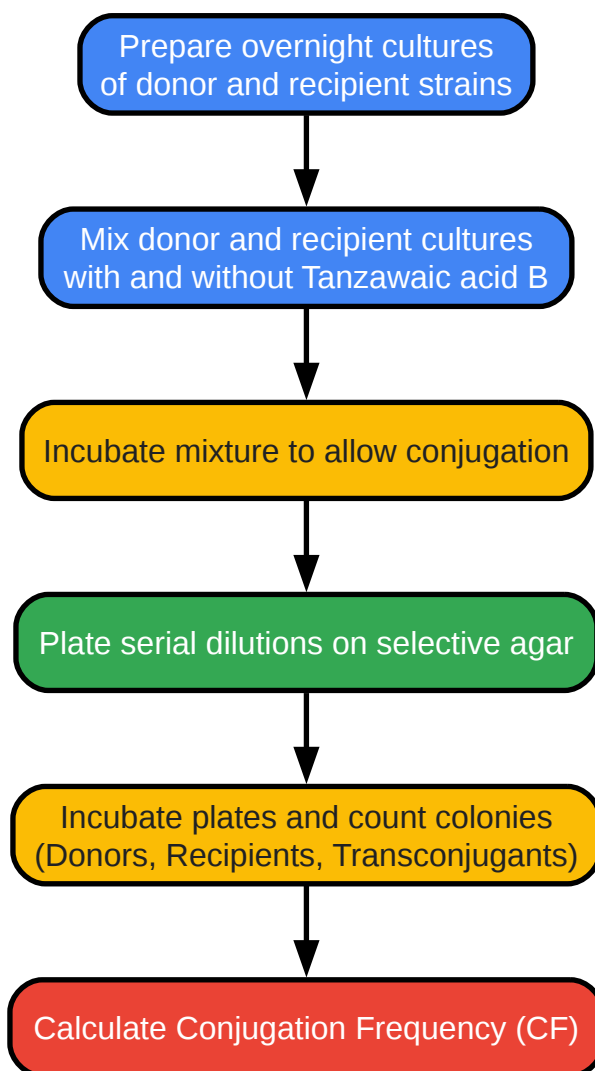 Prepare overnight cultures
of donor and recipient strains
Mix donor and recipient cultures
with and without Tanzawaic acid B
Incubate mixture to allow conjugation
Plate serial dilutions on selective agar
Incubate plates and count colonies
(Donors, Recipients, Transconjugants)
Calculate Conjugation Frequency (CF)